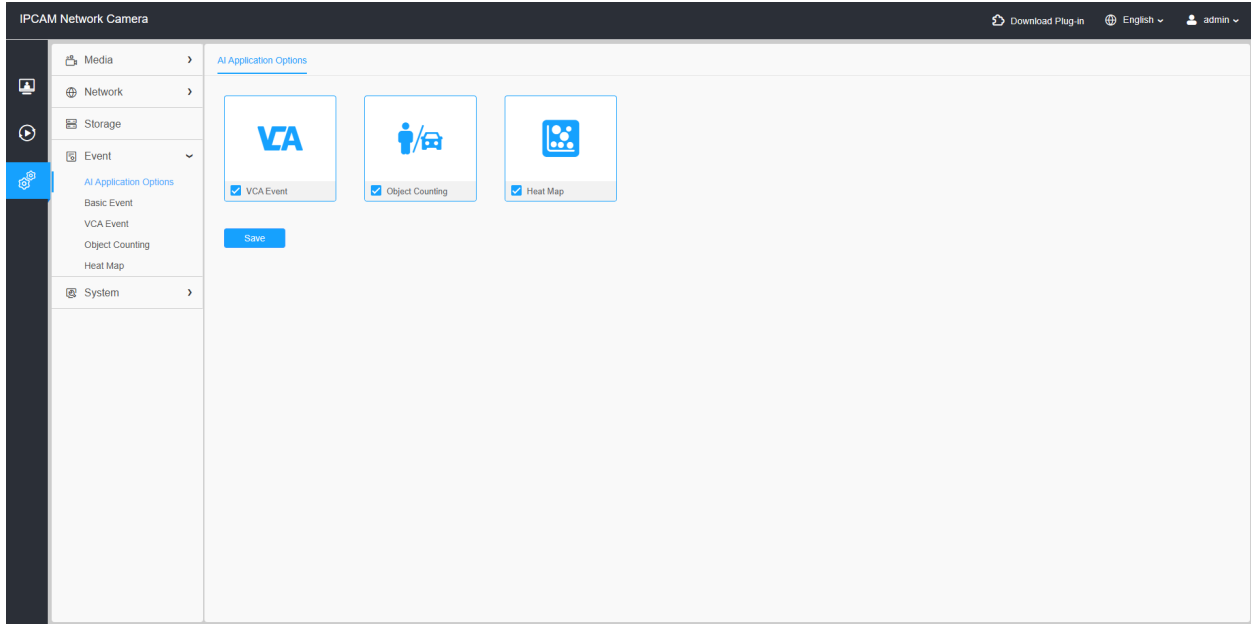 IPCAM Network Camera
Download Plug-in
English
admin
Media
Network
Storage
Event
AI Application Options
Basic Event
VCA Event
Object Counting
Heat Map
System
AI Application Options
VCA
VCA Event
Object Counting
Heat Map
Save